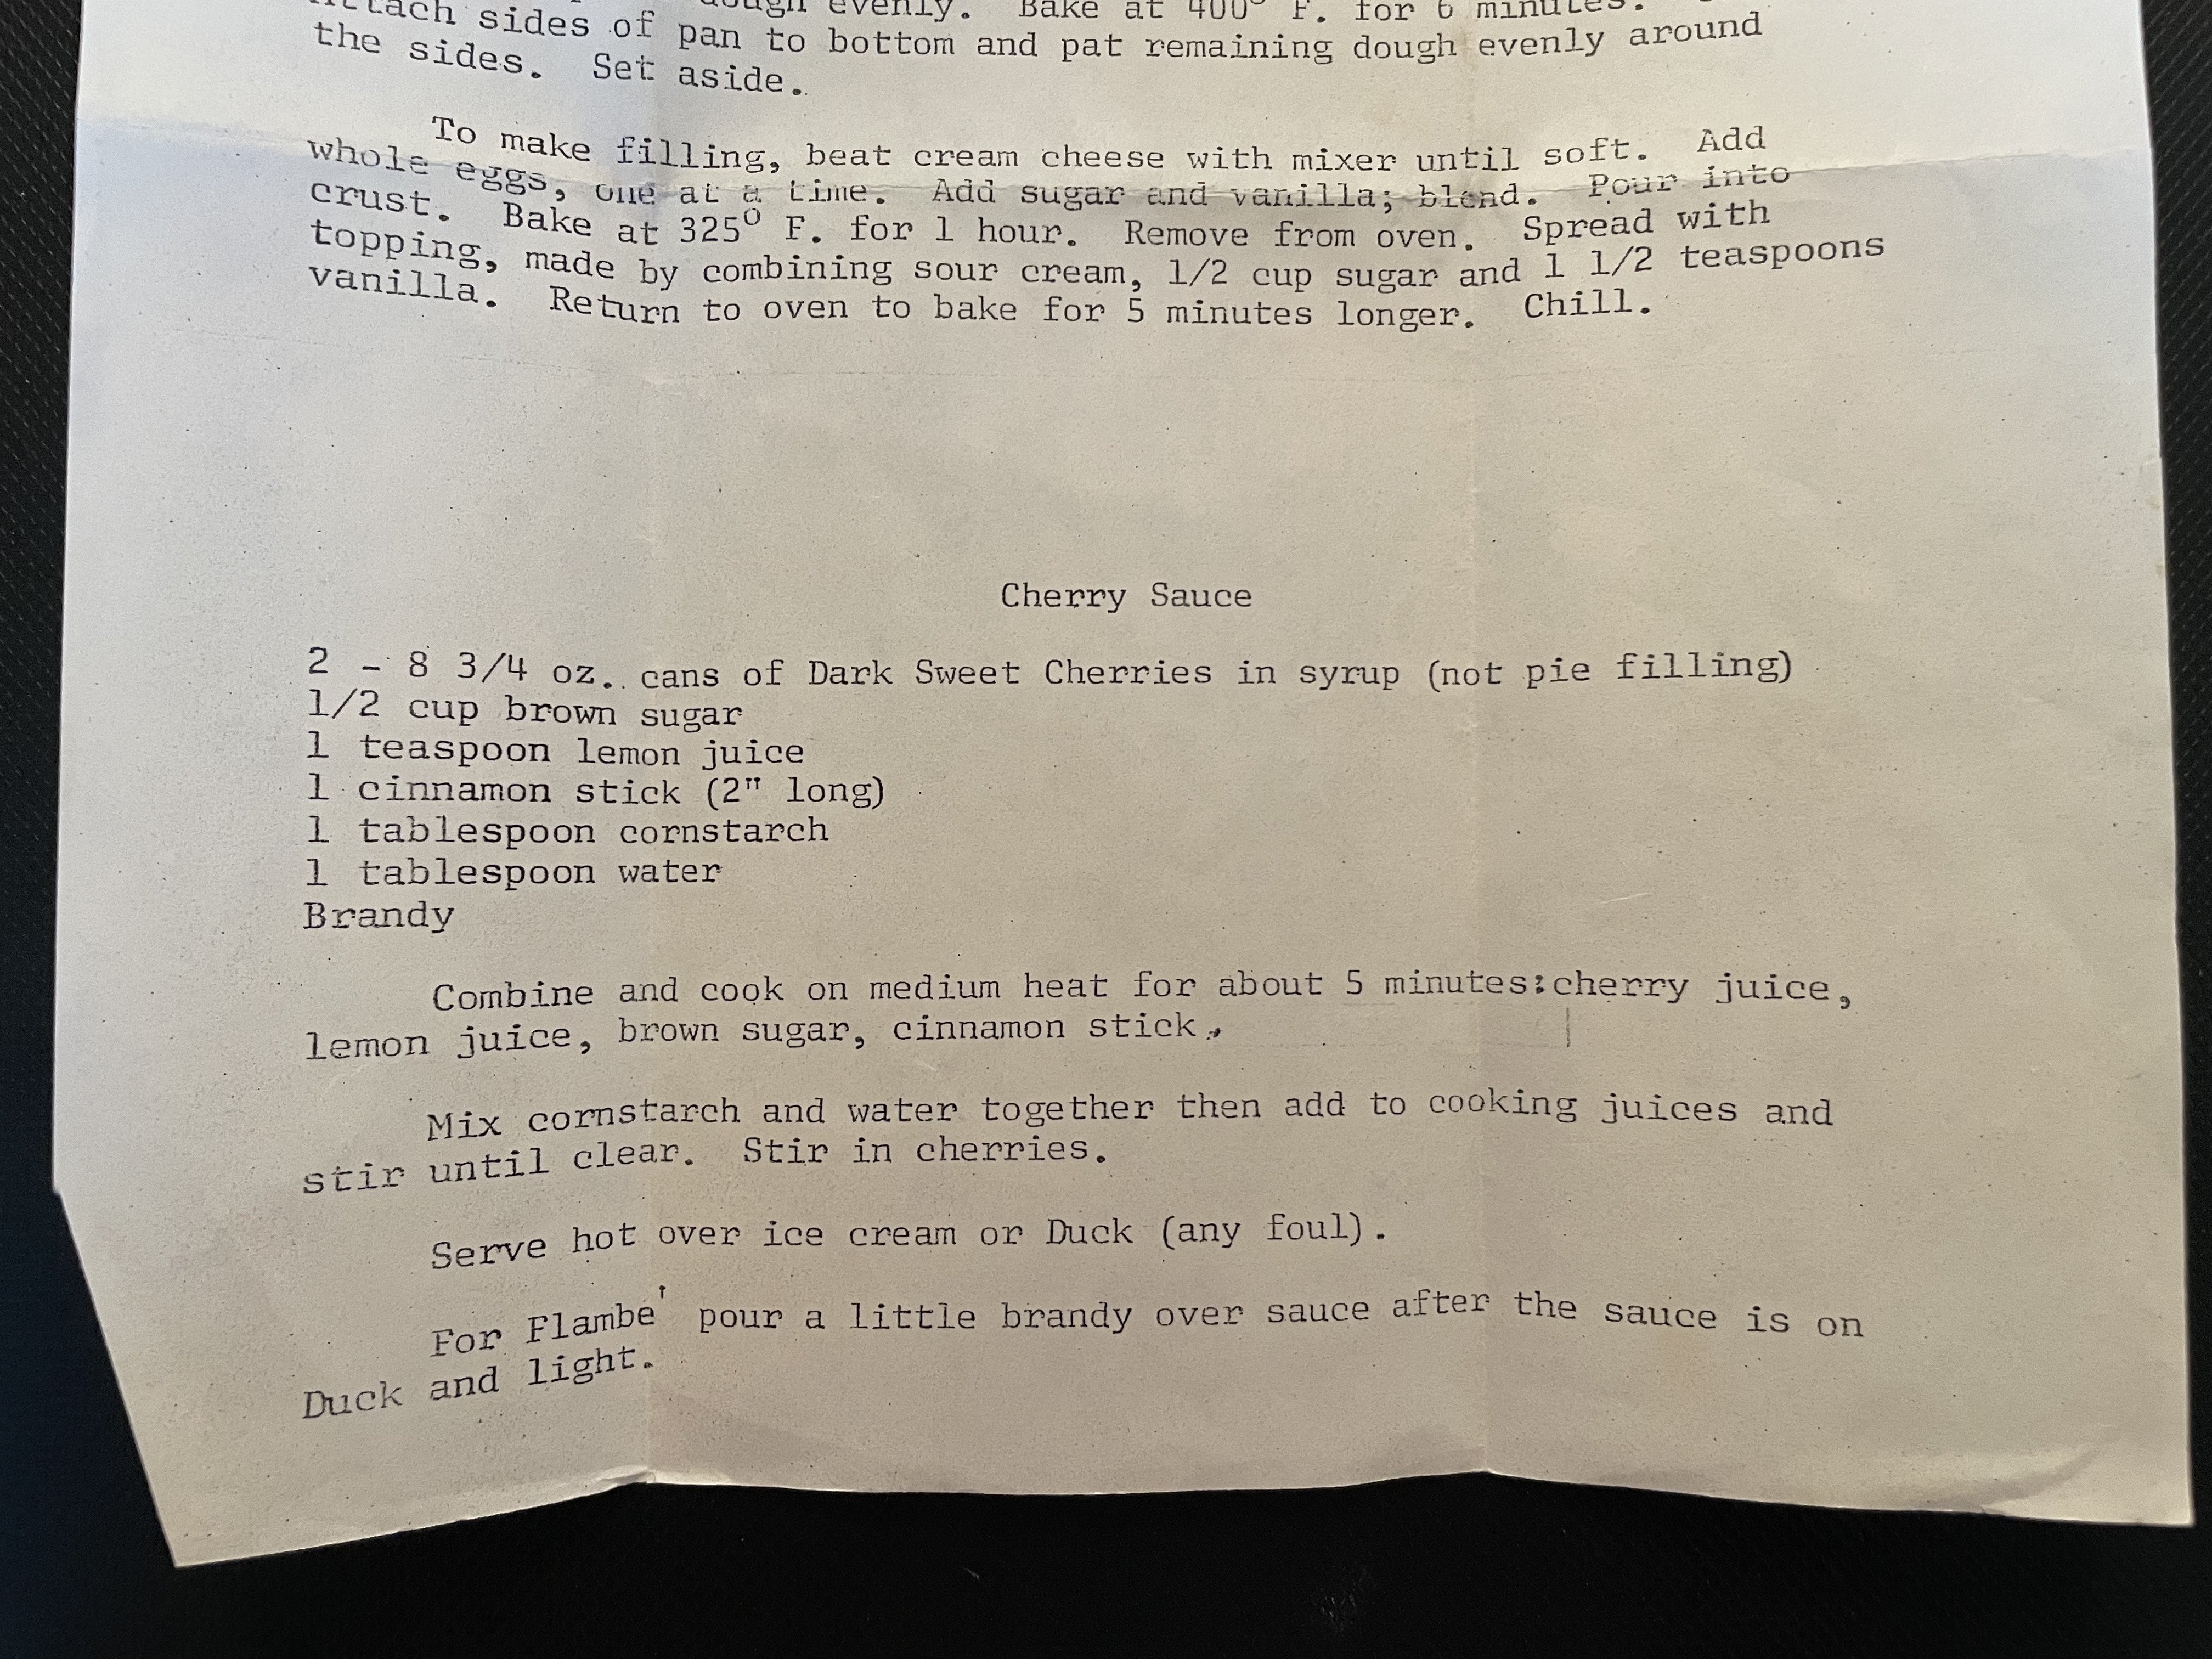 dough evenly.  Bake at 400° F. for 6 minutes.
Attach sides of pan to bottom and pat remaining dough evenly around
the sides.  Set aside.
To make filling, beat cream cheese with mixer until soft.  Add
whole eggs, one at a time.  Add sugar and vanilla; blend.  Pour into
crust.  Bake at 325° F. for 1 hour.  Remove from oven.  Spread with
topping, made by combining sour cream, 1/2 cup sugar and 1 1/2 teaspoons
vanilla.  Return to oven to bake for 5 minutes longer.  Chill.
Cherry Sauce
2 - 8 3/4 oz. cans of Dark Sweet Cherries in syrup (not pie filling)
1/2 cup brown sugar
1 teaspoon lemon juice
1 cinnamon stick (2" long)
1 tablespoon cornstarch
1 tablespoon water
Brandy
Combine and cook on medium heat for about 5 minutes:cherry juice,
lemon juice, brown sugar, cinnamon stick.
Mix cornstarch and water together then add to cooking juices and
stir until clear.  Stir in cherries.
Serve hot over ice cream or Duck (any foul).
For Flambe' pour a little brandy over sauce after the sauce is on
Duck and light.